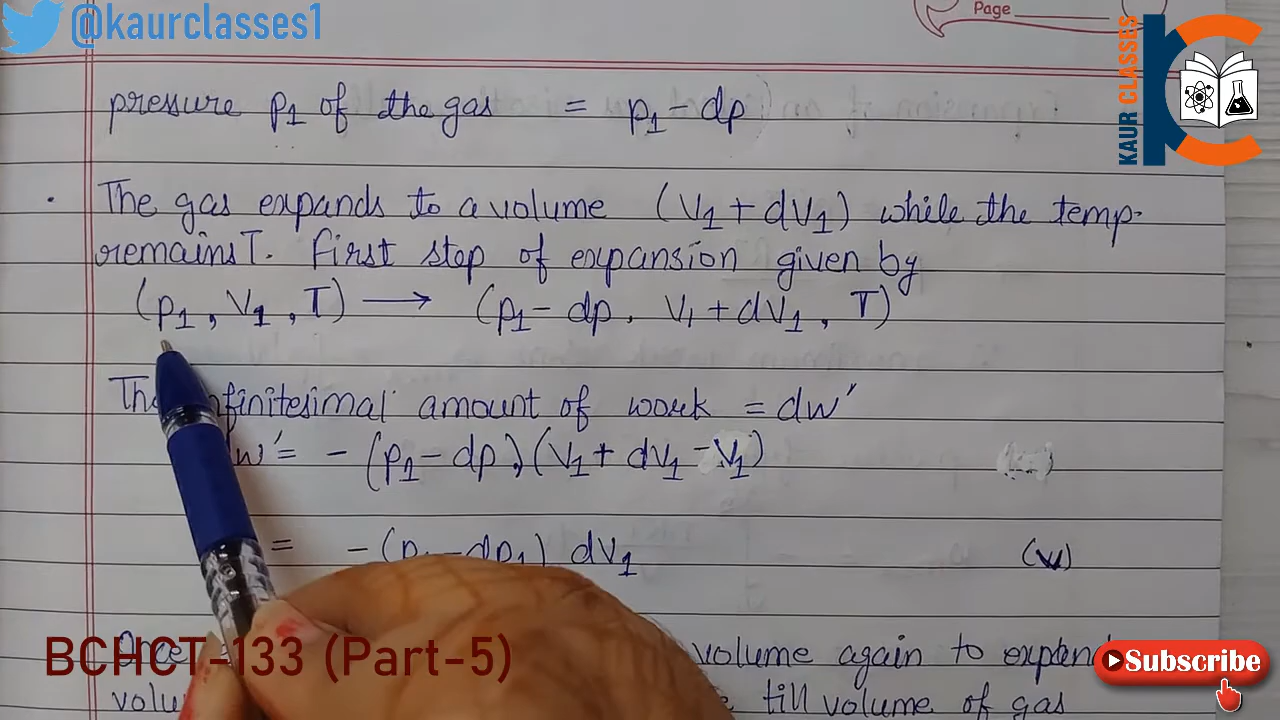 @kaurclasses1
Page
KAUR CLASSES
pressure p1 of the gas = p1 - dp
. The gas expands to a volume (V1 + dV1) while the temp.
remains T. First step of expansion given by
(p1, V1, T) → (p1 - dp, V1 + dV1, T)
infinitesimal amount of work = dw'
dw' = - (p1 - dp) (V1 + dV1 - V1)
= - (p1 - dp1) dV1 (v)
BCHCT-133 (Part-5)
volume again to expand
till volume of gas
Subscribe